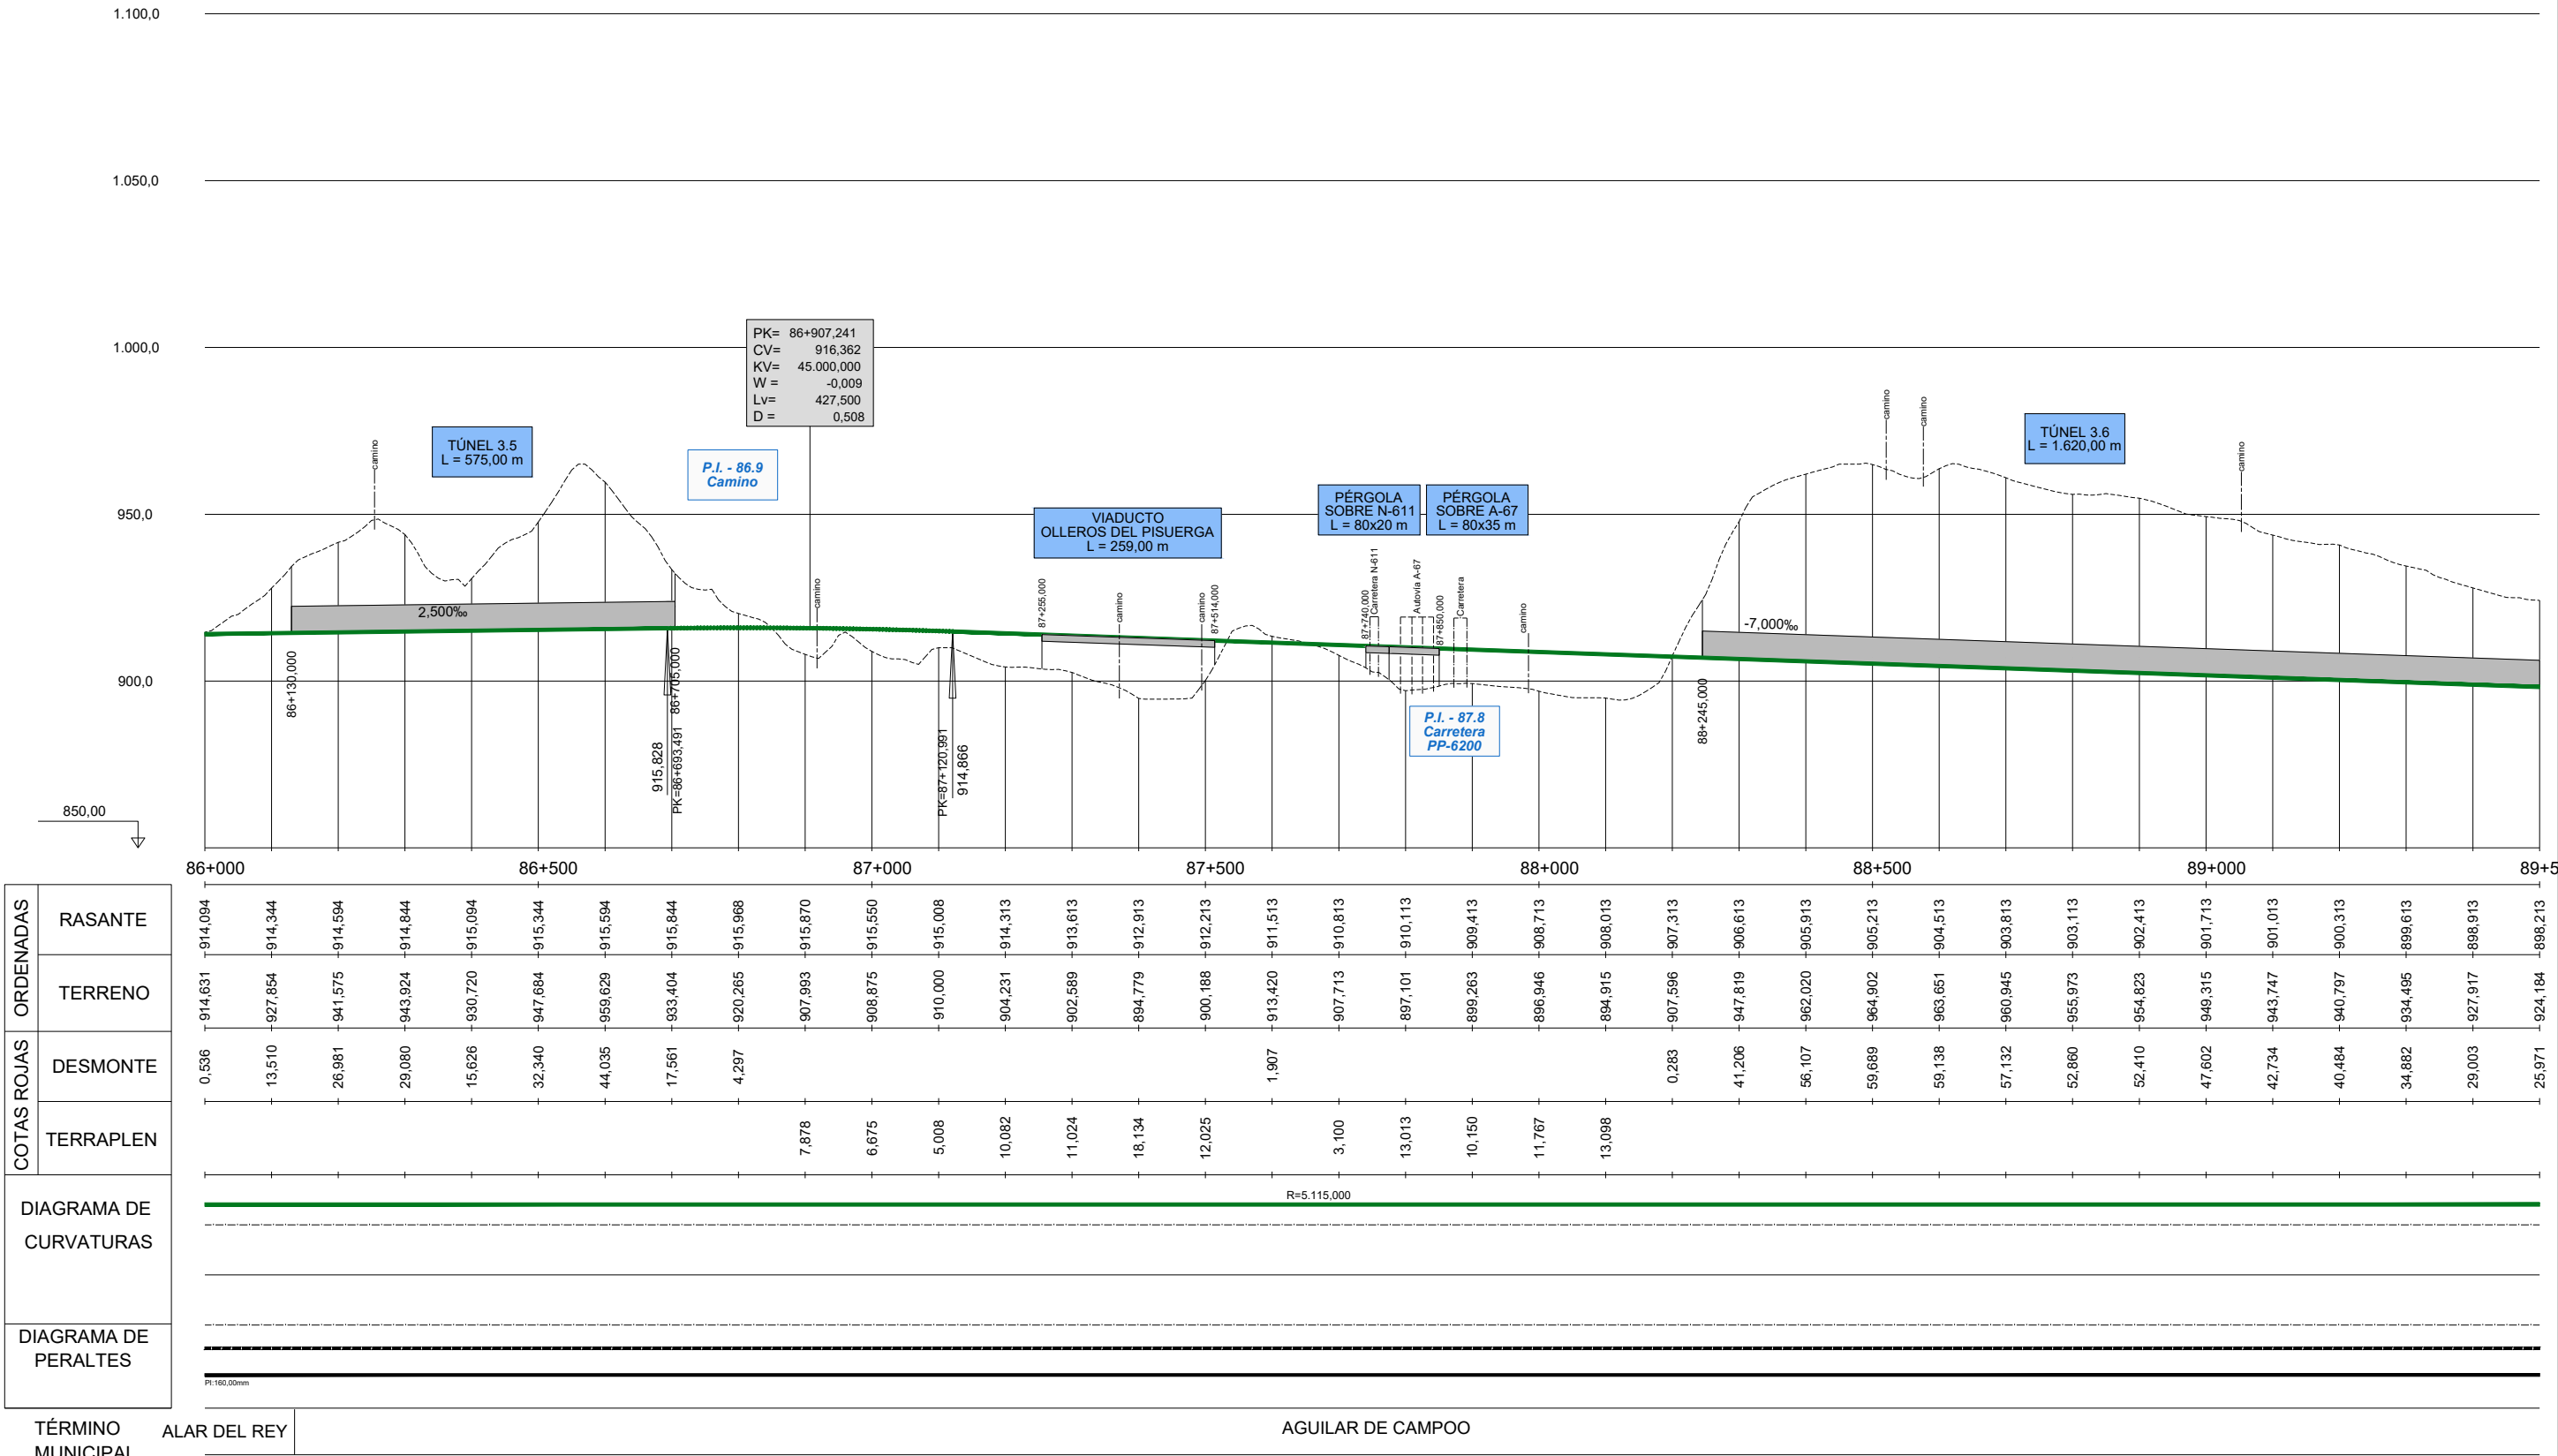 1.100,0
1.050,0
1.000,0
950,0
900,0
850,00
PK= 86+907,241
CV= 916,362
KV= 45.000,000
W = -0,009
Lv= 427,500
D = 0,508
camino
TÚNEL 3.5
L = 575,00 m
P.I. - 86.9
Camino
camino
VIADUCTO
OLLEROS DEL PISUERGA
L = 259,00 m
87+255,000
camino
camino
87+514,000
PÉRGOLA
SOBRE N-611
L = 80x20 m
PÉRGOLA
SOBRE A-67
L = 80x35 m
87+740,000
Carretera N-611
Autovía A-67
87+850,000
Carretera
camino
camino
camino
TÚNEL 3.6
L = 1.620,00 m
camino
2,500‰
-7,000‰
86+130,000
86+705,000
915,828
PK=86+693,491
PK=87+120,991
914,866
P.I. - 87.8
Carretera
PP-6200
88+245,000
86+000 86+500 87+000 87+500 88+000 88+500 89+000 89+5
ORDENADAS
RASANTE
914,094 914,344 914,594 914,844 915,094 915,344 915,594 915,844 915,968 915,870 915,550 915,008 914,313 913,613 912,913 912,213 911,513 910,813 910,113 909,413 908,713 908,013 907,313 906,613 905,913 905,213 904,513 903,813 903,113 902,413 901,713 901,013 900,313 899,613 898,913 898,213
TERRENO
914,631 927,854 941,575 943,924 930,720 947,684 959,629 933,404 920,265 907,993 908,875 910,000 904,231 902,589 894,779 900,188 913,420 907,713 897,101 899,263 896,946 894,915 907,596 947,819 962,020 964,902 963,651 960,945 955,973 954,823 949,315 943,747 940,797 934,495 927,917 924,184
COTAS ROJAS
DESMONTE
0,536 13,510 26,981 29,080 15,626 32,340 44,035 17,561 4,297 1,907 0,283 41,206 56,107 59,689 59,138 57,132 52,860 52,410 47,602 42,734 40,484 34,882 29,003 25,971
TERRAPLEN
7,878 6,675 5,008 10,082 11,024 18,134 12,025 3,100 13,013 10,150 11,767 13,098
DIAGRAMA DE
CURVATURAS
R=5.115,000
DIAGRAMA DE
PERALTES
PI:160,00mm
TÉRMINO
MUNICIPAL
ALAR DEL REY
AGUILAR DE CAMPOO